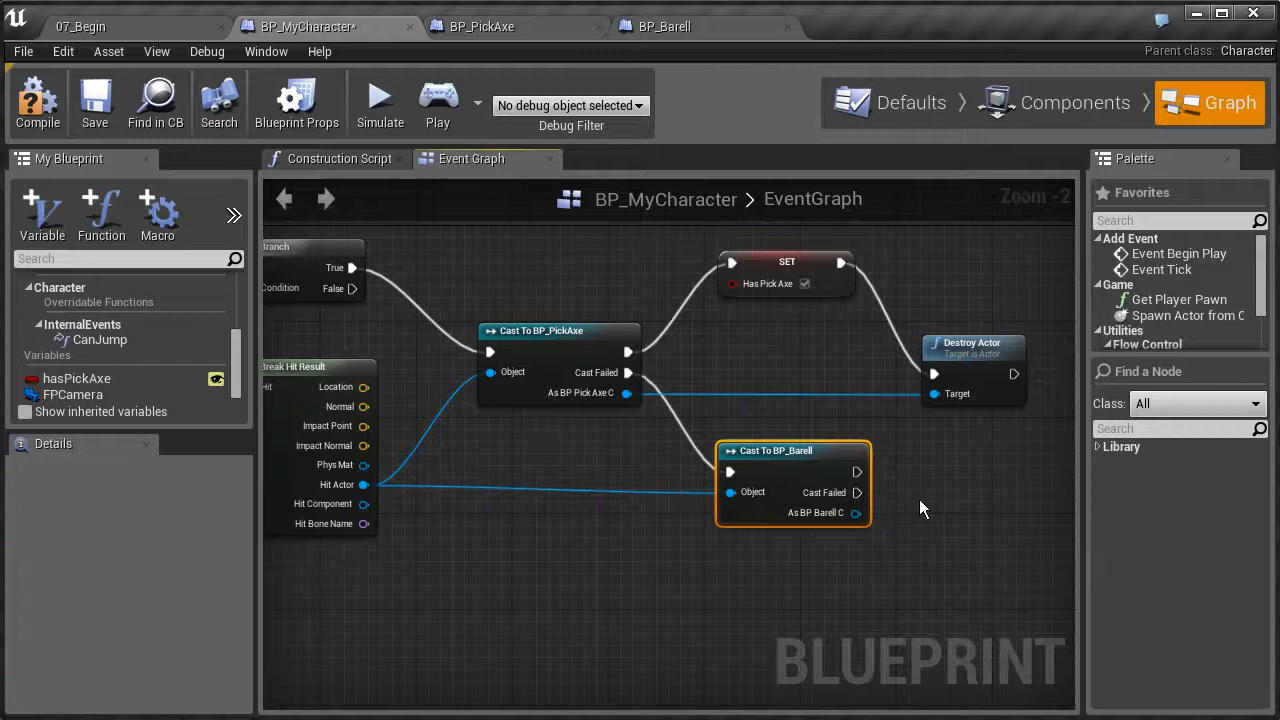 07_Begin
BP_MyCharacter*
BP_PickAxe
BP_Barell
File Edit Asset View Debug Window Help
Parent class: Character
Compile
Save
Find in CB
Search
Blueprint Props
Simulate
Play
No debug object selected
Debug Filter
Defaults
Components
Graph
My Blueprint
Variable
Function
Macro
Search
Character
Overridable Functions
InternalEvents
CanJump
Variables
hasPickAxe
FPCamera
Show inherited variables
Details
Construction Script
Event Graph
BP_MyCharacter > EventGraph
Zoom -2
Branch
True
Condition
False
Break Hit Result
Hit
Location
Normal
Impact Point
Impact Normal
Phys Mat
Hit Actor
Hit Component
Hit Bone Name
Cast To BP_PickAxe
Object
Cast Failed
As BP Pick Axe C
SET
Has Pick Axe
Destroy Actor
Target is Actor
Target
Cast To BP_Barell
Object
Cast Failed
As BP Barell C
BLUEPRINT
Palette
Favorites
Search
Add Event
Event Begin Play
Event Tick
Game
Get Player Pawn
Spawn Actor from C
Utilities
Flow Control
Find a Node
Class: All
Search
Library